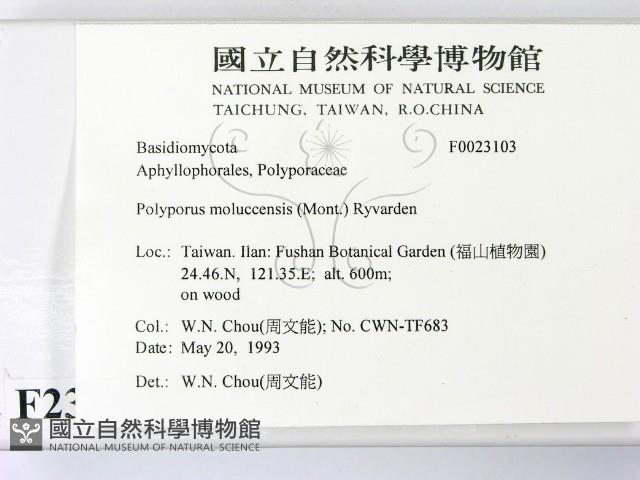 國立自然科學博物館
NATIONAL MUSEUM OF NATURAL SCIENCE
TAICHUNG, TAIWAN, R.O.CHINA
Basidiomycota F0023103
Aphyllophorales, Polyporaceae
Polyporus moluccensis (Mont.) Ryvarden
Loc.: Taiwan. Ilan: Fushan Botanical Garden (福山植物園)
24.46.N, 121.35.E; alt. 600m;
on wood
Col.: W.N. Chou(周文能); No. CWN-TF683
Date: May 20, 1993
Det.: W.N. Chou(周文能)
F23
國立自然科學博物館
NATIONAL MUSEUM OF NATURAL SCIENCE